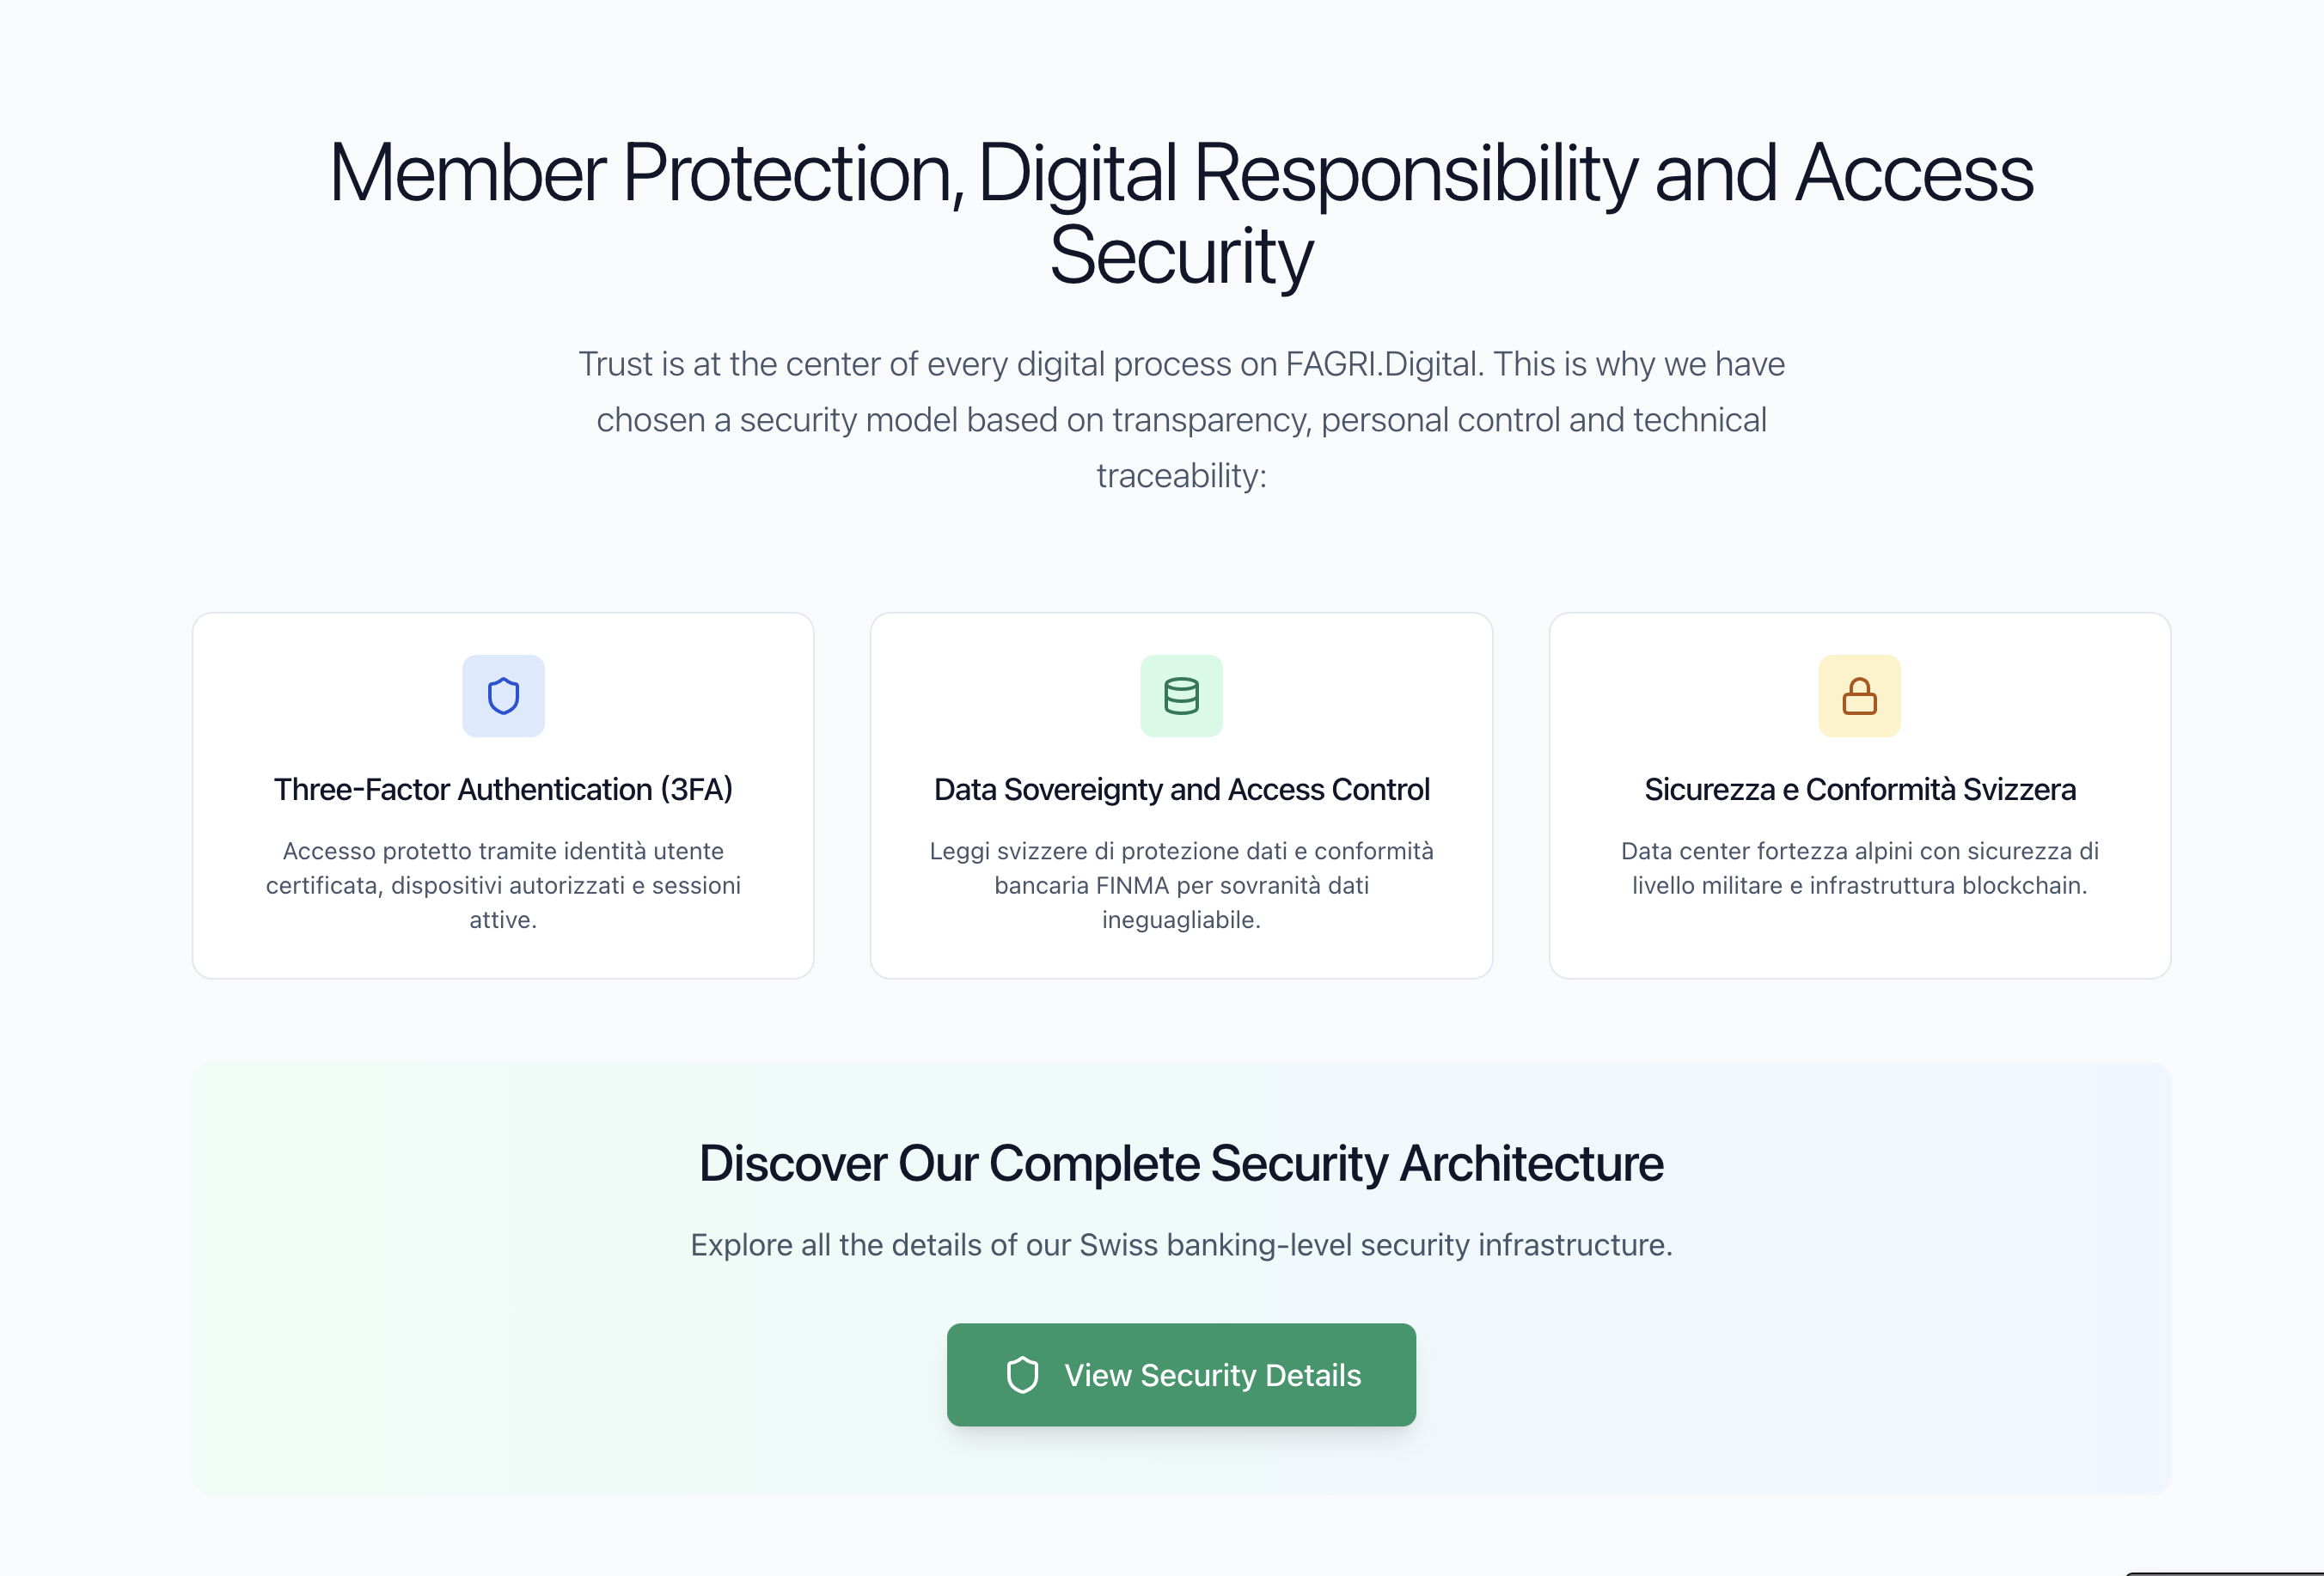 Member Protection, Digital Responsibility and Access
Security
Trust is at the center of every digital process on FAGRI.Digital. This is why we have
chosen a security model based on transparency, personal control and technical
traceability:
Three-Factor Authentication (3FA)
Accesso protetto tramite identità utente
certificata, dispositivi autorizzati e sessioni
attive.
Data Sovereignty and Access Control
Leggi svizzere di protezione dati e conformità
bancaria FINMA per sovranità dati
ineguagliabile.
Sicurezza e Conformità Svizzera
Data center fortezza alpini con sicurezza di
livello militare e infrastruttura blockchain.
Discover Our Complete Security Architecture
Explore all the details of our Swiss banking-level security infrastructure.
View Security Details